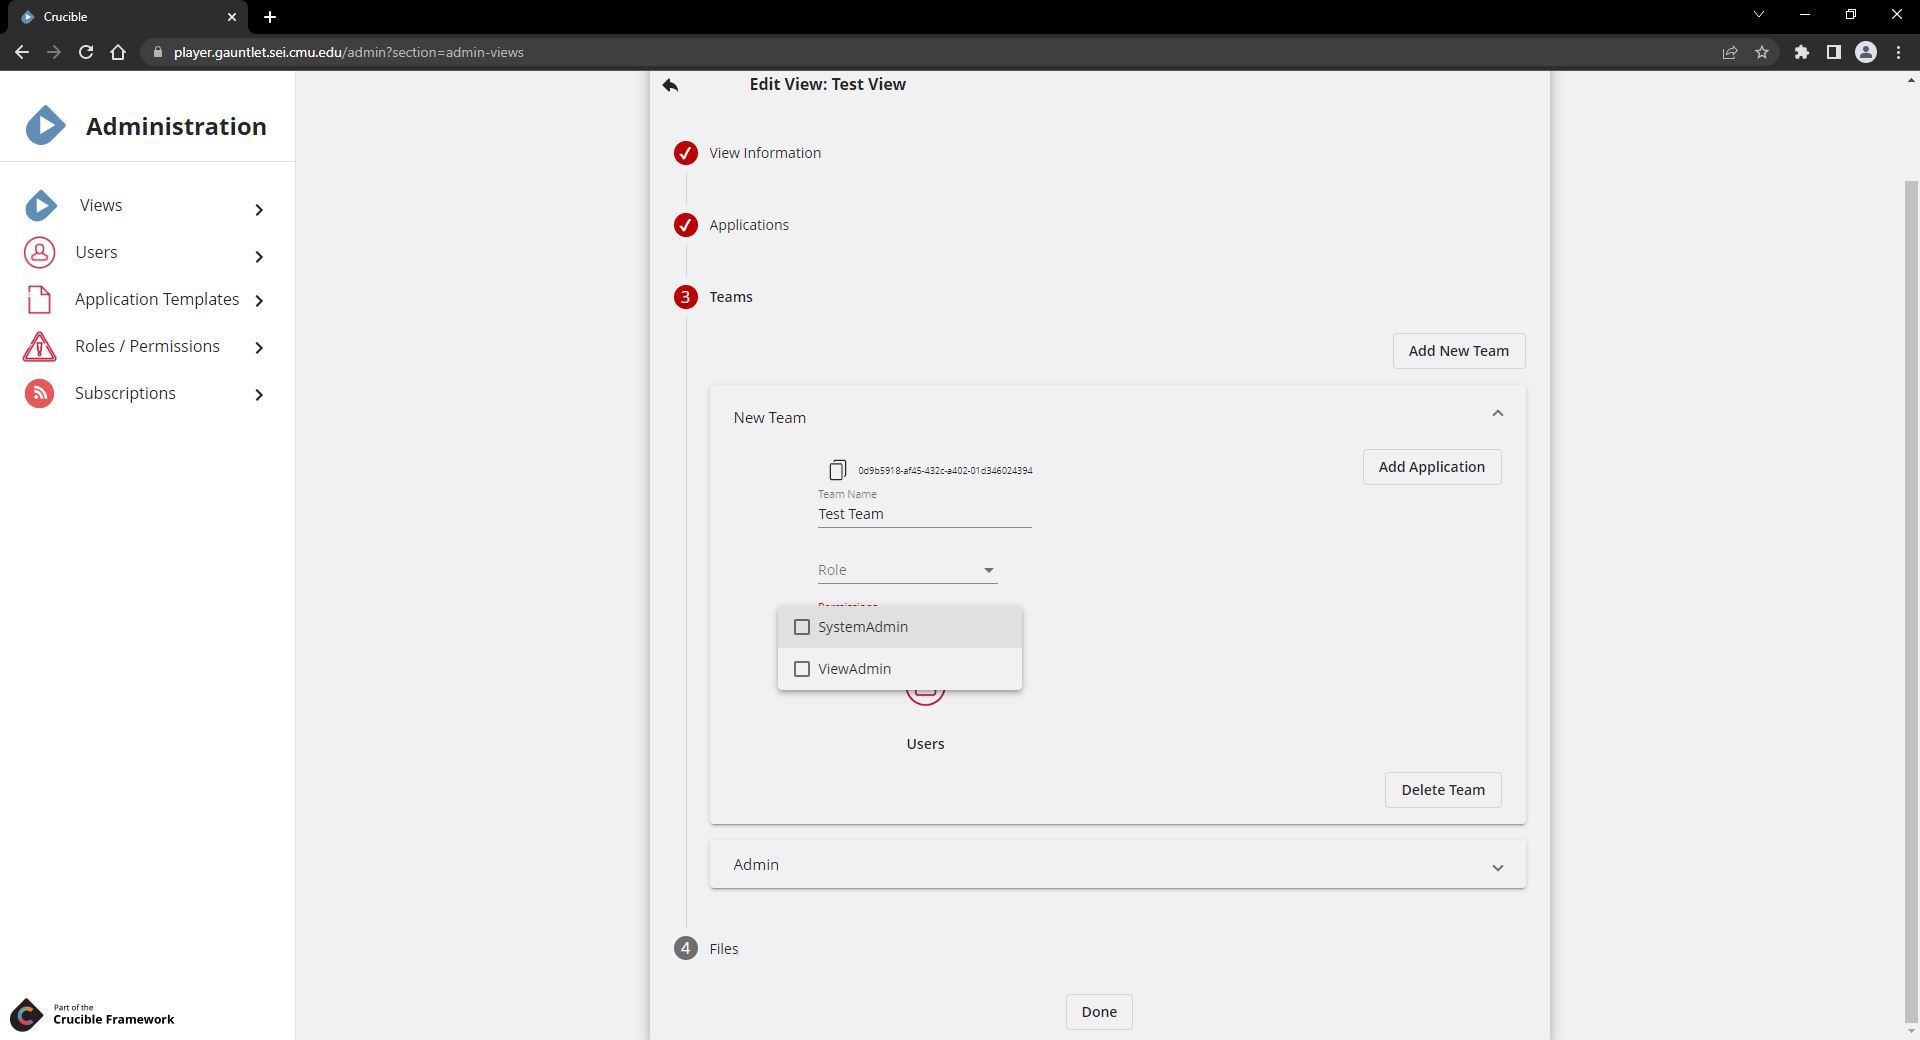 Crucible
player.gauntlet.sei.cmu.edu/admin?section=admin-views
Administration
Views
Users
Application Templates
Roles / Permissions
Subscriptions
Part of the
Crucible Framework
Edit View: Test View
View Information
Applications
3 Teams
Add New Team
New Team
0d9b5918-af45-432c-a402-01d346024394
Add Application
Team Name
Test Team
Role
Permissions
SystemAdmin
ViewAdmin
Users
Delete Team
Admin
4 Files
Done